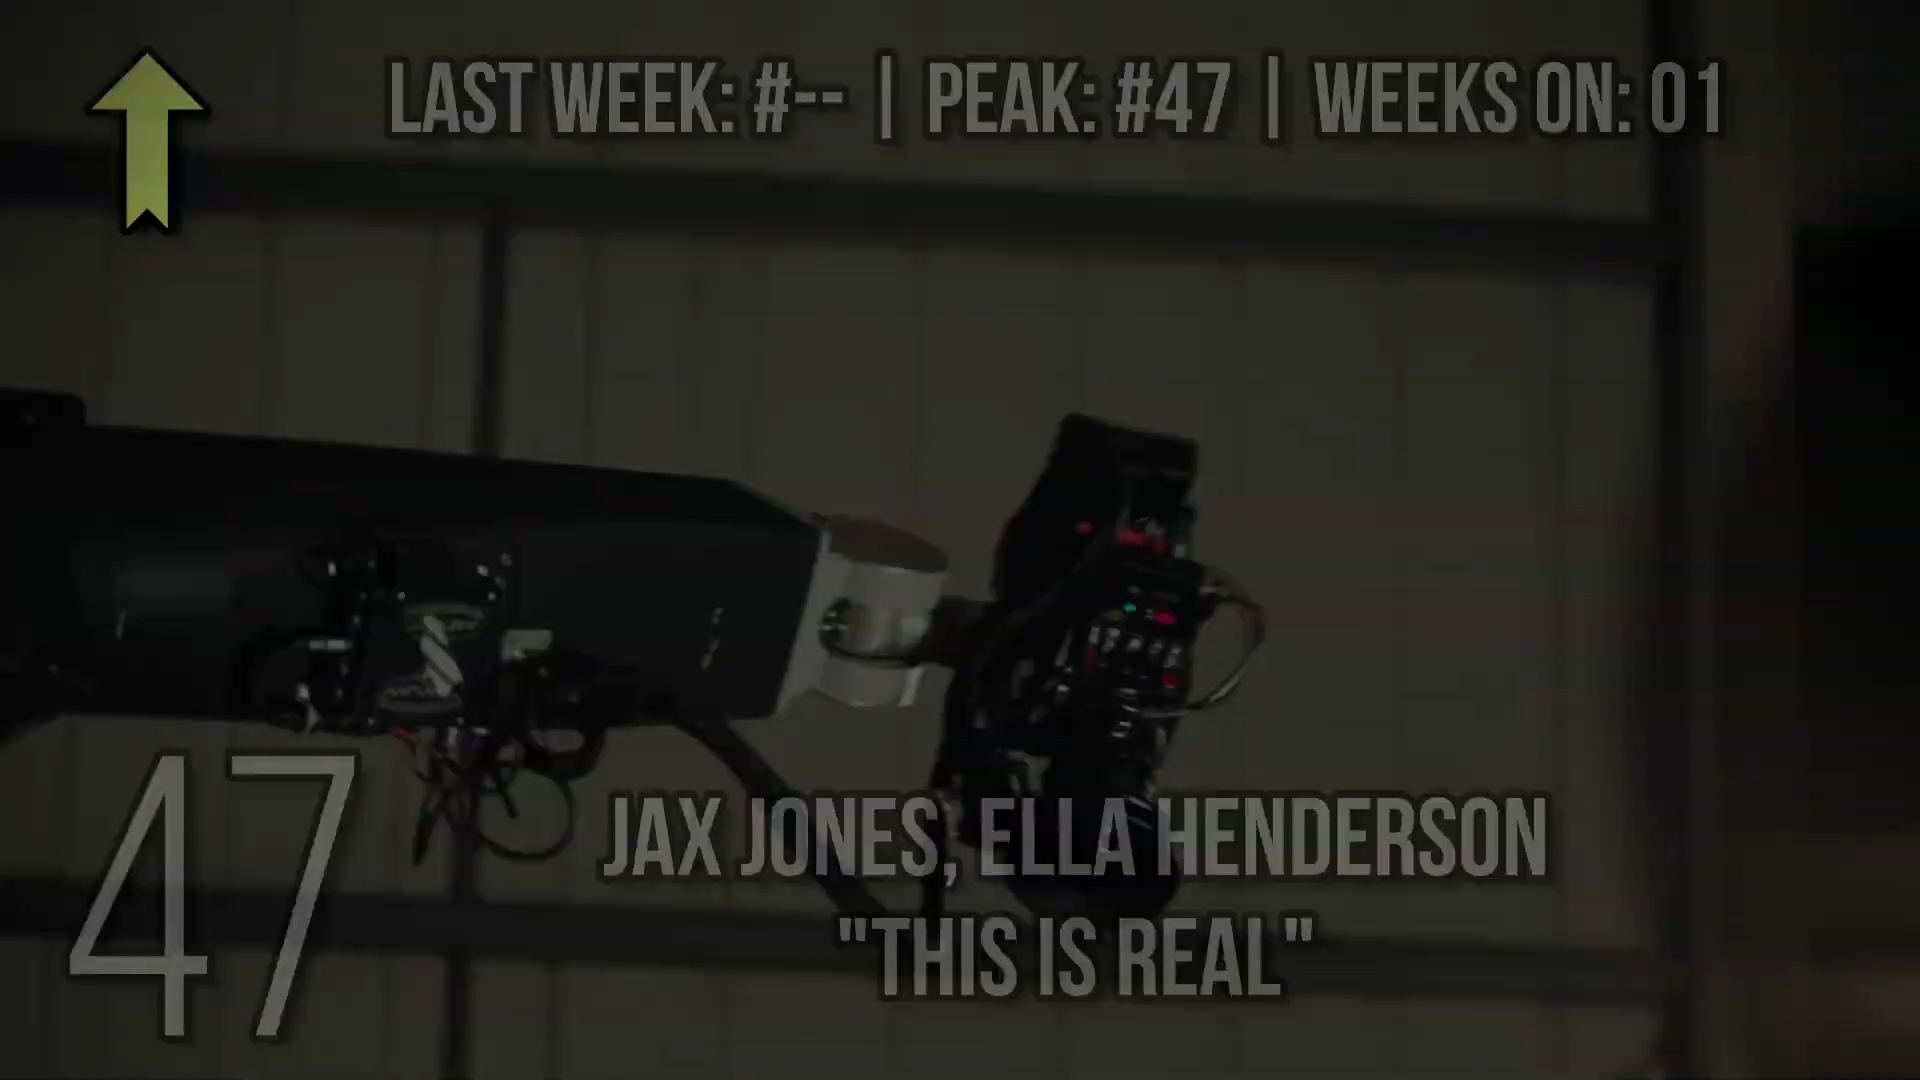 LAST WEEK: #-- | PEAK: #47 | WEEKS ON: 01
47
JAX JONES, ELLA HENDERSON
"THIS IS REAL"